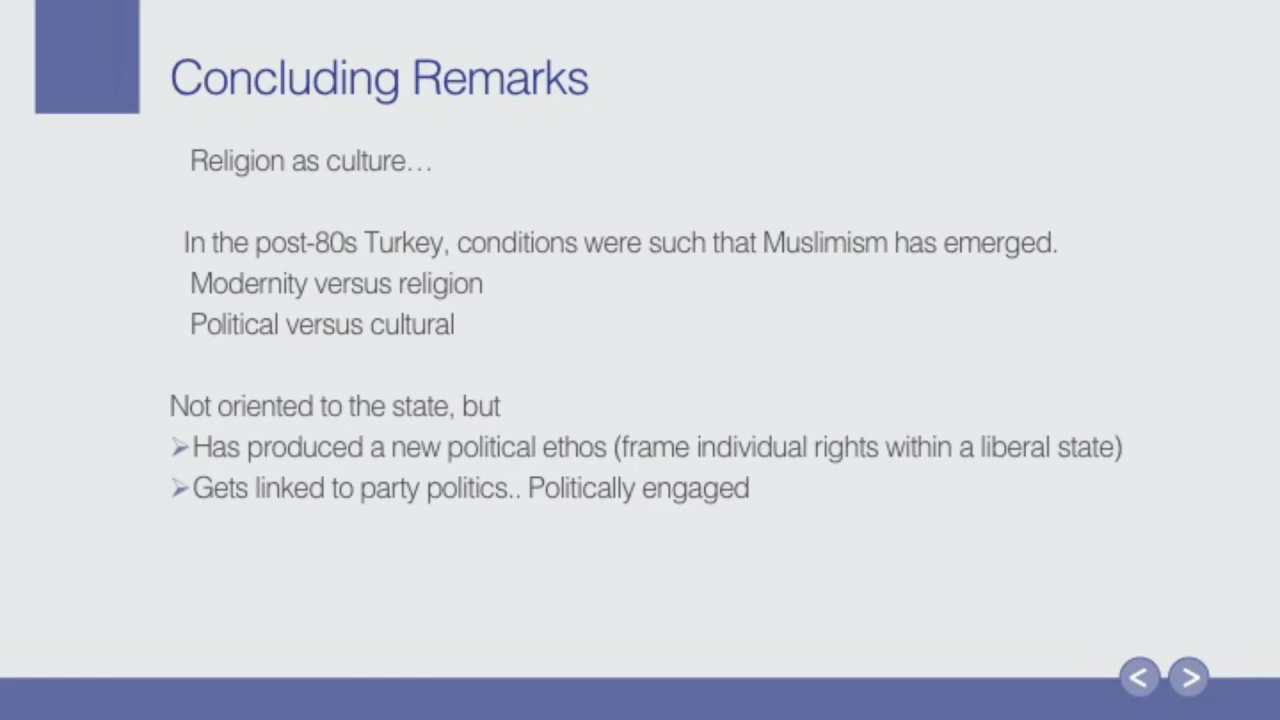 Concluding Remarks
Religion as culture…
In the post-80s Turkey, conditions were such that Muslimism has emerged.
Modernity versus religion
Political versus cultural
Not oriented to the state, but
➢Has produced a new political ethos (frame individual rights within a liberal state)
➢Gets linked to party politics.. Politically engaged
< >